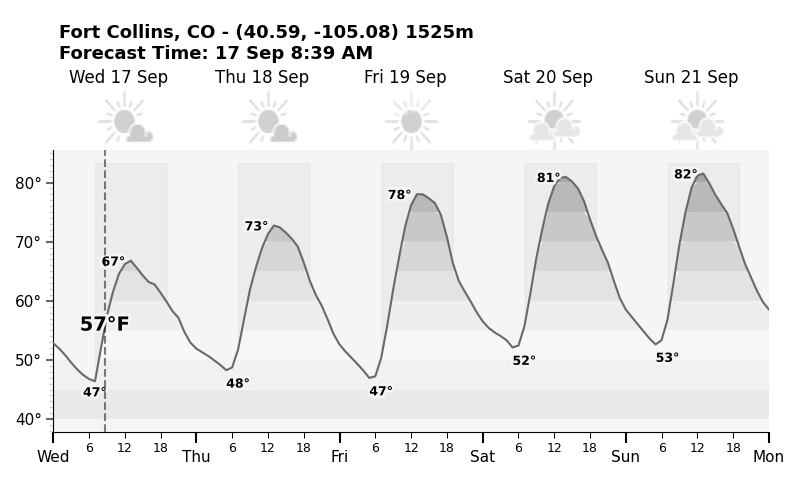 Fort Collins, CO - (40.59, -105.08) 1525m
Forecast Time: 17 Sep 8:39 AM
Wed 17 Sep Thu 18 Sep Fri 19 Sep Sat 20 Sep Sun 21 Sep
80°
70°
60°
50°
40°
67° 73° 78° 81° 82°
57°F
47° 48° 47° 52° 53°
6 12 18 6 12 18 6 12 18 6 12 18 6 12 18
Wed Thu Fri Sat Sun Mon